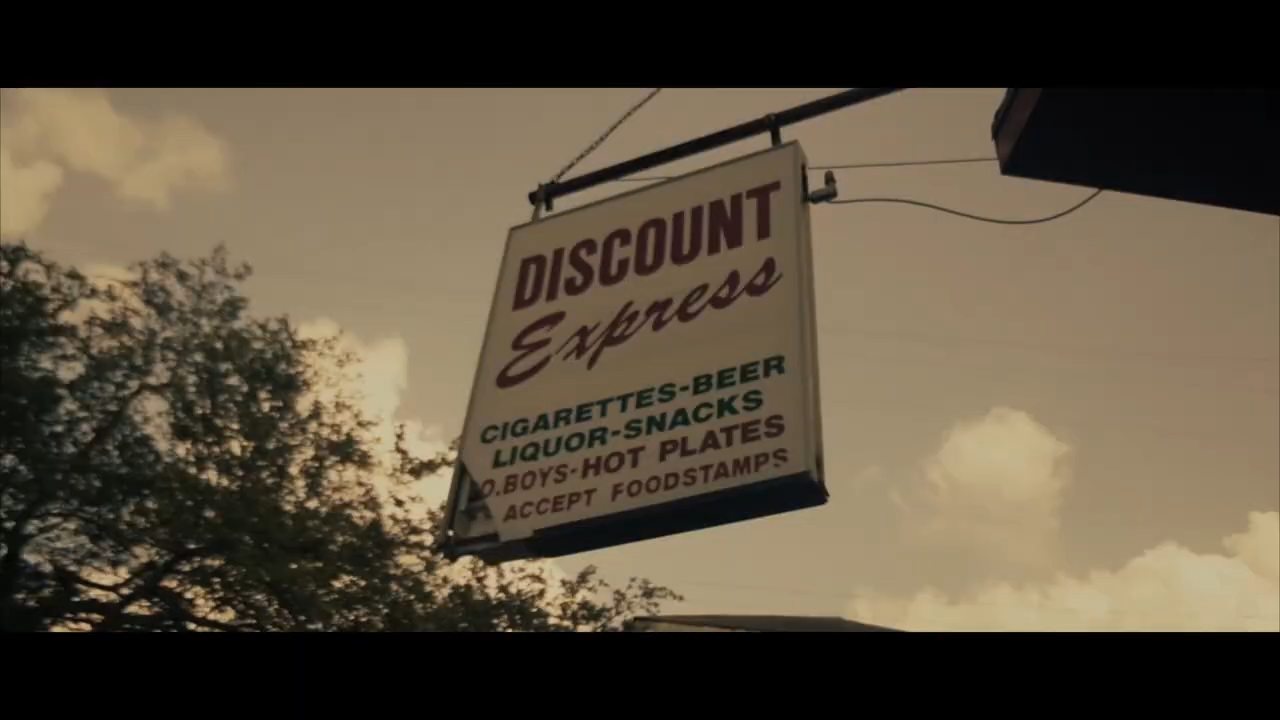 DISCOUNT
Express
CIGARETTES-BEER
LIQUOR-SNACKS
O.BOYS-HOT PLATES
ACCEPT FOODSTAMPS